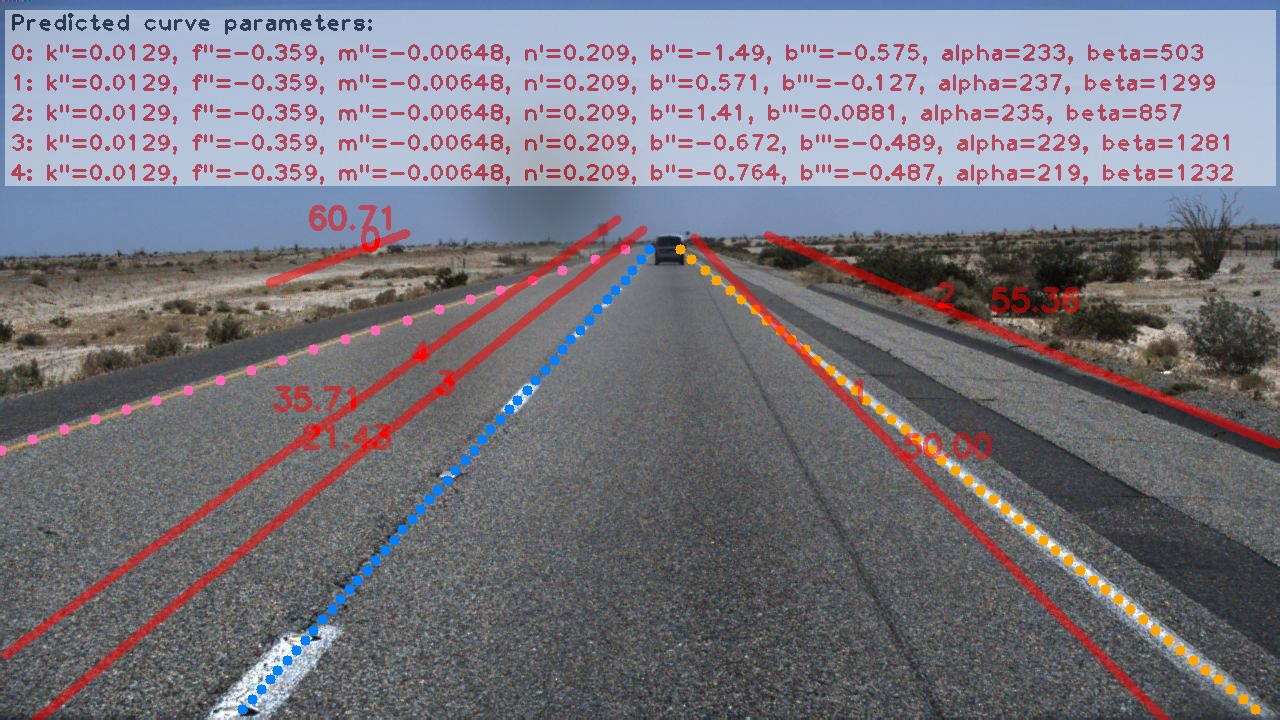 Predicted curve parameters:
0: k''=0.0129, f''=−0.359, m''=−0.00648, n'=0.209, b''=−1.49, b'''=−0.575, alpha=233, beta=503
1: k''=0.0129, f''=−0.359, m''=−0.00648, n'=0.209, b''=0.571, b'''=−0.127, alpha=237, beta=1299
2: k''=0.0129, f''=−0.359, m''=−0.00648, n'=0.209, b''=1.41, b'''=0.0881, alpha=235, beta=857
3: k''=0.0129, f''=−0.359, m''=−0.00648, n'=0.209, b''=−0.672, b'''=−0.489, alpha=229, beta=1281
4: k''=0.0129, f''=−0.359, m''=−0.00648, n'=0.209, b''=−0.764, b'''=−0.487, alpha=219, beta=1232
60.71
0
2 55.36
4
3
1
35.71
21.43
50.00